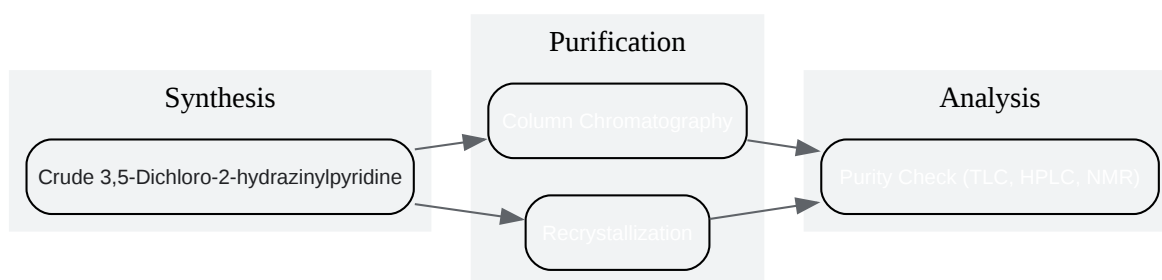 Synthesis
Crude 3,5-Dichloro-2-hydrazinylpyridine
Purification
Column Chromatography
Recrystallization
Analysis
Purity Check (TLC, HPLC, NMR)